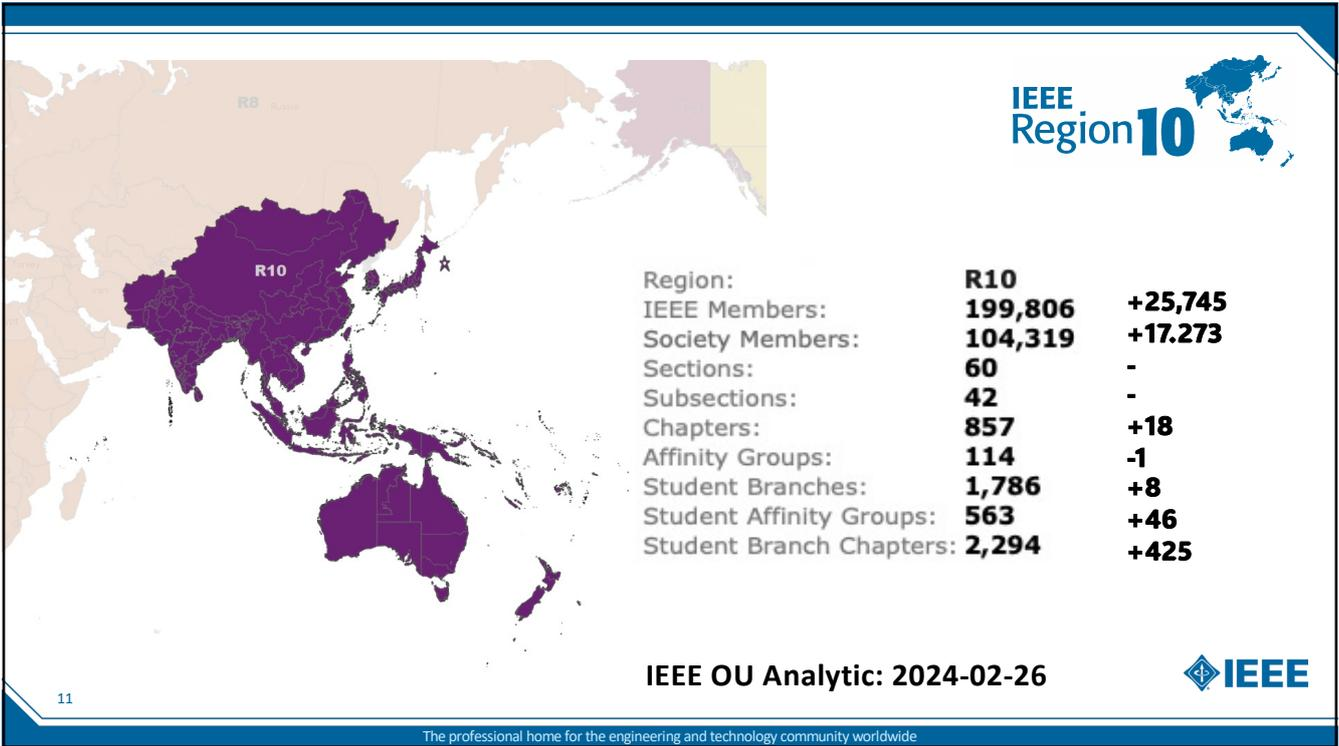 R8 Russia
IEEE
Region 10
R10
Region: R10
IEEE Members: 199,806 +25,745
Society Members: 104,319 +17.273
Sections: 60 -
Subsections: 42 -
Chapters: 857 +18
Affinity Groups: 114 -1
Student Branches: 1,786 +8
Student Affinity Groups: 563 +46
Student Branch Chapters: 2,294 +425
IEEE OU Analytic: 2024-02-26
IEEE
11
The professional home for the engineering and technology community worldwide